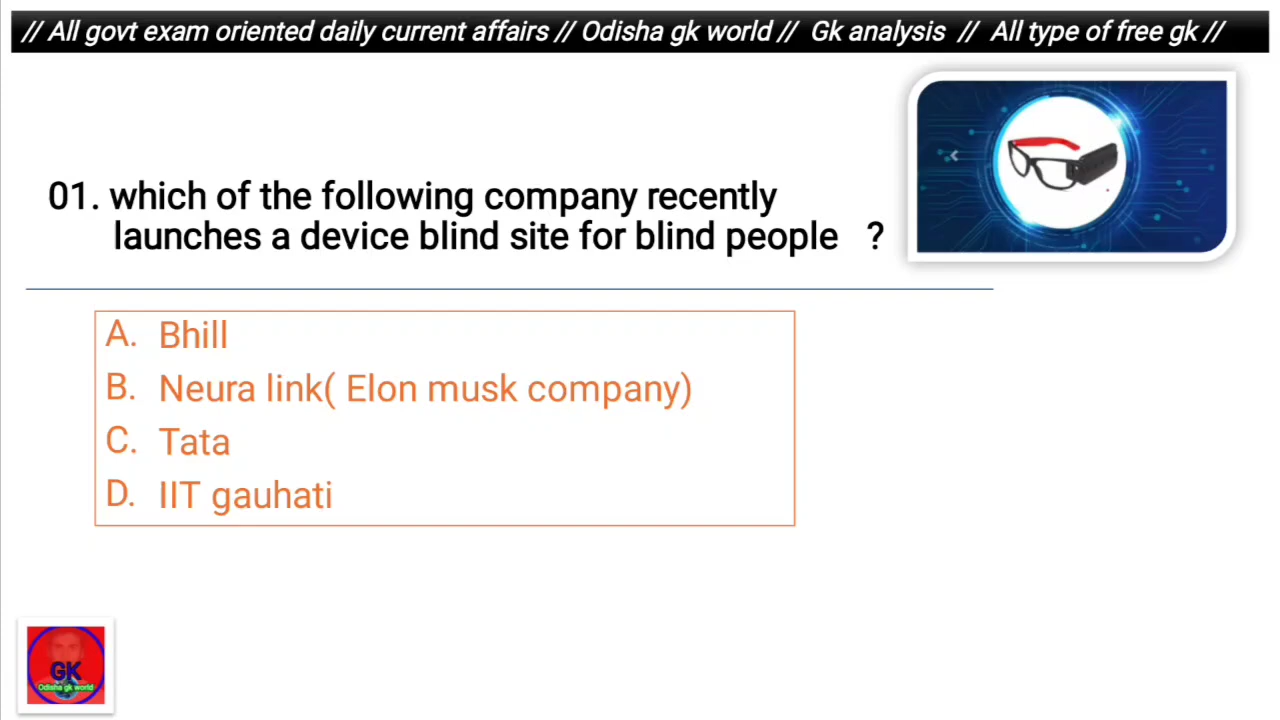 // All govt exam oriented daily current affairs // Odisha gk world // Gk analysis // All type of free gk //
01. which of the following company recently
launches a device blind site for blind people ?
A. Bhill
B. Neura link( Elon musk company)
C. Tata
D. IIT gauhati
GK
Odisha gk world